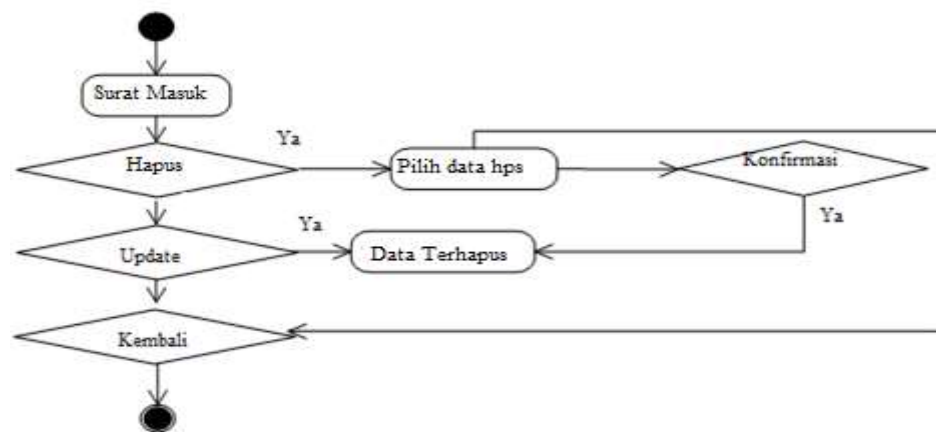 Surat Masuk
Ya
Hapus
Pilih data hps
Konfirmasi
Ya
Ya
Update
Data Terhapus
Kembali